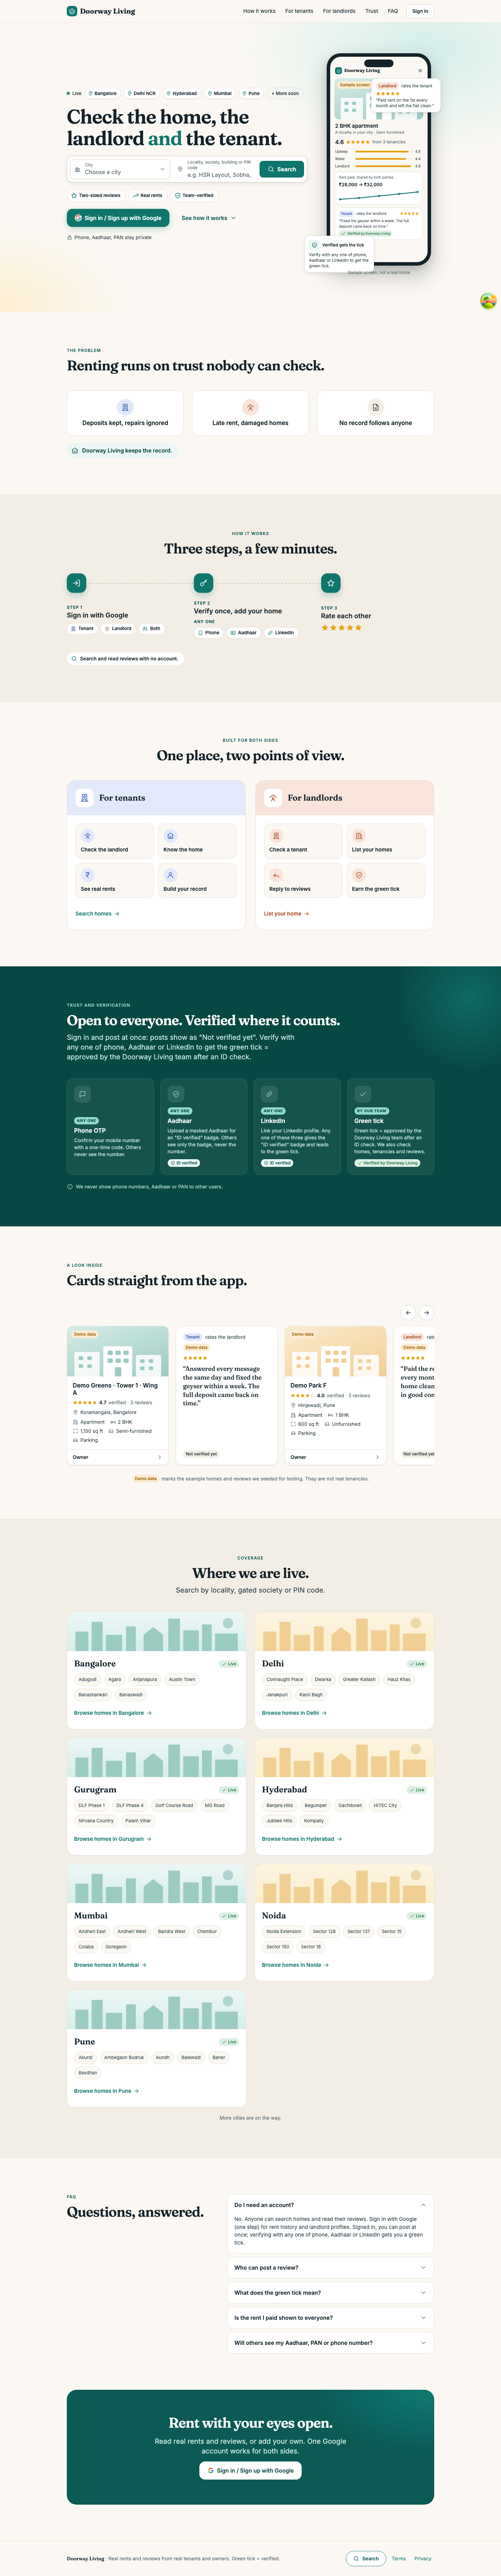 Doorway Living
How it works
For tenants
For landlords
Trust
FAQ
Sign in
Live
Bangalore
Delhi NCR
Hyderabad
Mumbai
Pune
+ More soon
Check the home, the
landlord and the tenant.
City
Choose a city
Locality, society, building or PIN
code
e.g. HSR Layout, Sobha,
Search
Two-sided reviews
Real rents
Team-verified
Sign in / Sign up with Google
See how it works
Phone, Aadhaar, PAN stay private
Doorway Living
Sample screen
Landlord rates the tenant
"Paid rent on the 1st every
month and left the flat clean."
2 BHK apartment
A locality in your city · Semi-furnished
4.6 from 3 tenancies
Upkeep 4.5
Water 4.4
Landlord 4.8
Rent paid, shared by both parties
₹28,000 → ₹32,000
Tenant rates the landlord
"Fixed the geyser within a week. The full
deposit came back on time."
Verified by Doorway Living
Verified gets the tick
Verify with any one of phone,
Aadhaar or LinkedIn to get the
green tick.
Sample screen, not a real home
THE PROBLEM
Renting runs on trust nobody can check.
Deposits kept, repairs ignored
Late rent, damaged homes
No record follows anyone
Doorway Living keeps the record.
HOW IT WORKS
Three steps, a few minutes.
STEP 1
Sign in with Google
Tenant
Landlord
Both
STEP 2
Verify once, add your home
ANY ONE
Phone
Aadhaar
LinkedIn
STEP 3
Rate each other
Search and read reviews with no account.
BUILT FOR BOTH SIDES
One place, two points of view.
For tenants
Check the landlord
Know the home
See real rents
Build your record
Search homes
For landlords
Check a tenant
List your homes
Reply to reviews
Earn the green tick
List your home
TRUST AND VERIFICATION
Open to everyone. Verified where it counts.
Sign in and post at once: posts show as "Not verified yet". Verify with
any one of phone, Aadhaar or LinkedIn to get the green tick =
approved by the Doorway Living team after an ID check.
ANY ONE
Phone OTP
Confirm your mobile number
with a one-time code. Others
never see the number.
ANY ONE
Aadhaar
Upload a masked Aadhaar for
an "ID verified" badge. Others
see only the badge, never the
number.
ID verified
ANY ONE
LinkedIn
Link your LinkedIn profile. Any
one of these three gives the
"ID verified" badge and leads
to the green tick.
ID verified
BY OUR TEAM
Green tick
Green tick = approved by the
Doorway Living team after an
ID check. We also check
homes, tenancies and reviews.
Verified by Doorway Living
We never show phone numbers, Aadhaar or PAN to other users.
A LOOK INSIDE
Cards straight from the app.
Demo data
Demo Greens · Tower 1 · Wing
A
4.7 verified · 3 reviews
Koramangala, Bangalore
Apartment
2 BHK
1,150 sq ft
Semi-furnished
Parking
Owner
Tenant rates the landlord
Demo data
"Answered every message
the same day and fixed the
geyser within a week. The
full deposit came back on
time."
Not verified yet
Demo data
Demo Park F
4.0 verified · 3 reviews
Hinjewadi, Pune
Apartment
1 BHK
600 sq ft
Unfurnished
Parking
Owner
Landlord
Demo data
"Paid the re
every mont
home clean
in good con
Not verified yet
Demo data marks the example homes and reviews we seeded for testing. They are not real tenancies.
COVERAGE
Where we are live.
Search by locality, gated society or PIN code.
Bangalore
Live
Adugodi
Agara
Anjanapura
Austin Town
Banashankari
Banaswadi
Browse homes in Bangalore
Delhi
Live
Connaught Place
Dwarka
Greater Kailash
Hauz Khas
Janakpuri
Karol Bagh
Browse homes in Delhi
Gurugram
Live
DLF Phase 1
DLF Phase 4
Golf Course Road
MG Road
Nirvana Country
Palam Vihar
Browse homes in Gurugram
Hyderabad
Live
Banjara Hills
Begumpet
Gachibowli
HITEC City
Jubilee Hills
Kompally
Browse homes in Hyderabad
Mumbai
Live
Andheri East
Andheri West
Bandra West
Chembur
Colaba
Goregaon
Browse homes in Mumbai
Noida
Live
Noida Extension
Sector 128
Sector 137
Sector 15
Sector 150
Sector 18
Browse homes in Noida
Pune
Live
Akurdi
Ambegaon Budruk
Aundh
Balewadi
Baner
Bavdhan
Browse homes in Pune
More cities are on the way.
FAQ
Questions, answered.
Do I need an account?
No. Anyone can search homes and read their reviews. Sign in with Google
(one step) for rent history and landlord profiles. Signed in, you can post at
once; verifying with any one of phone, Aadhaar or LinkedIn gets you a green
tick.
Who can post a review?
What does the green tick mean?
Is the rent I paid shown to everyone?
Will others see my Aadhaar, PAN or phone number?
Rent with your eyes open.
Read real rents and reviews, or add your own. One Google
account works for both sides.
Sign in / Sign up with Google
Doorway Living · Real rents and reviews from real tenants and owners. Green tick = verified.
Search
Terms
Privacy